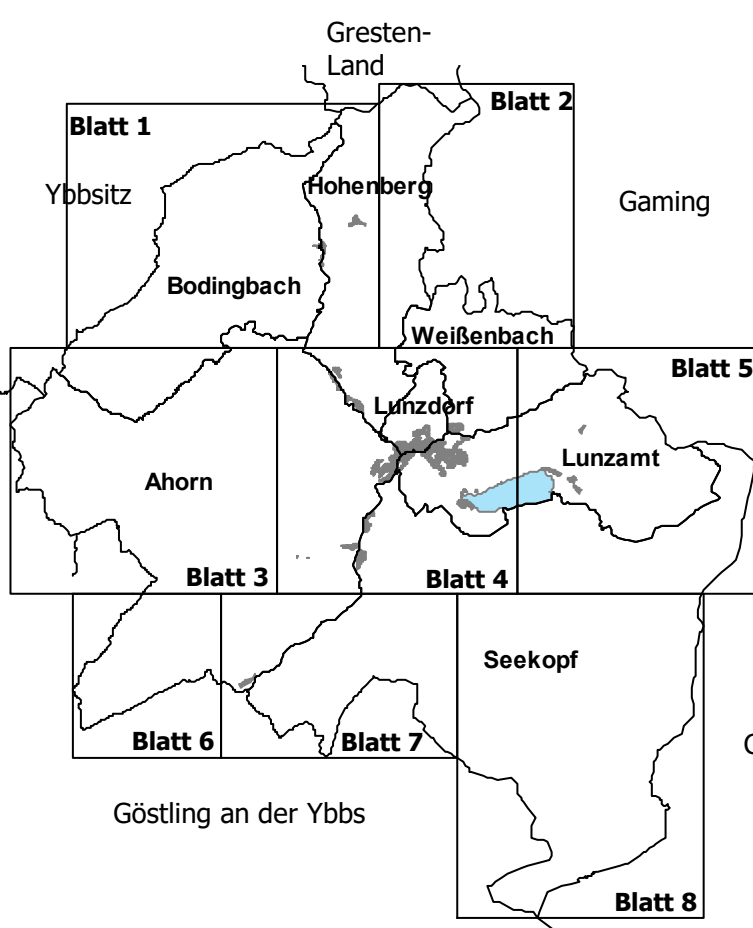 Gresten-
Land
Blatt 1
Blatt 2
Ybbsitz
Hohenberg
Gaming
Bodingbach
Weißenbach
Blatt 5
Lunzdorf
Lunzamt
Ahorn
Blatt 3
Blatt 4
Seekopf
Blatt 6
Blatt 7
Göstling an der Ybbs
Blatt 8